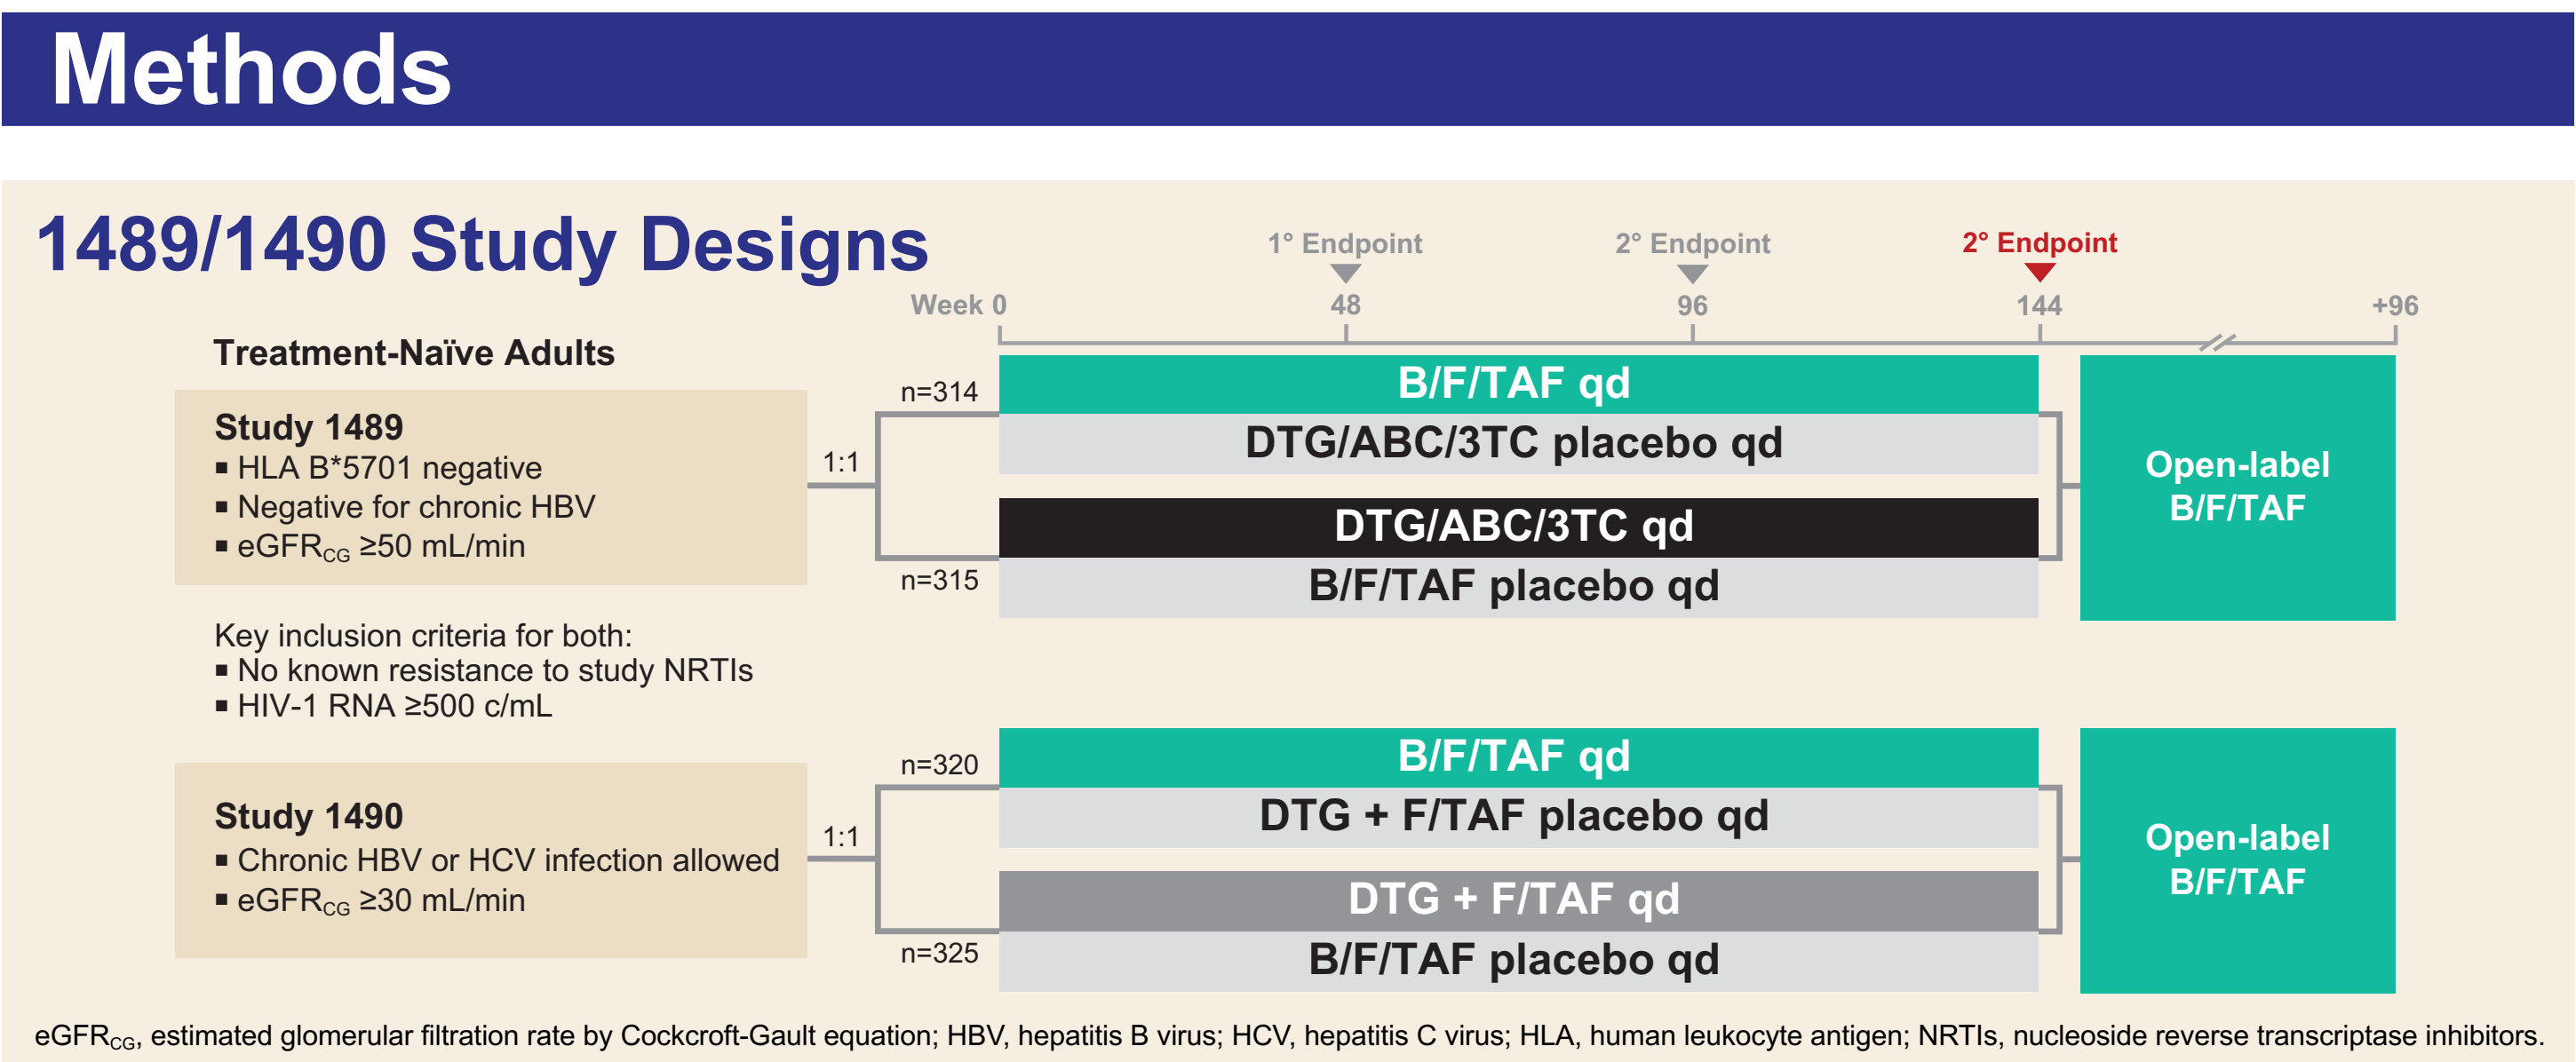 Methods
1489/1490 Study Designs
1° Endpoint
2° Endpoint
2° Endpoint
Week 0
48
96
144
+96
Treatment-Naïve Adults
Study 1489
▪ HLA B*5701 negative
▪ Negative for chronic HBV
▪ eGFRCG ≥50 mL/min
1:1
n=314
n=315
B/F/TAF qd
DTG/ABC/3TC placebo qd
DTG/ABC/3TC qd
B/F/TAF placebo qd
Open-label
B/F/TAF
Key inclusion criteria for both:
▪ No known resistance to study NRTIs
▪ HIV-1 RNA ≥500 c/mL
Study 1490
▪ Chronic HBV or HCV infection allowed
▪ eGFRCG ≥30 mL/min
1:1
n=320
n=325
B/F/TAF qd
DTG + F/TAF placebo qd
DTG + F/TAF qd
B/F/TAF placebo qd
Open-label
B/F/TAF
eGFRCG, estimated glomerular filtration rate by Cockcroft-Gault equation; HBV, hepatitis B virus; HCV, hepatitis C virus; HLA, human leukocyte antigen; NRTIs, nucleoside reverse transcriptase inhibitors.